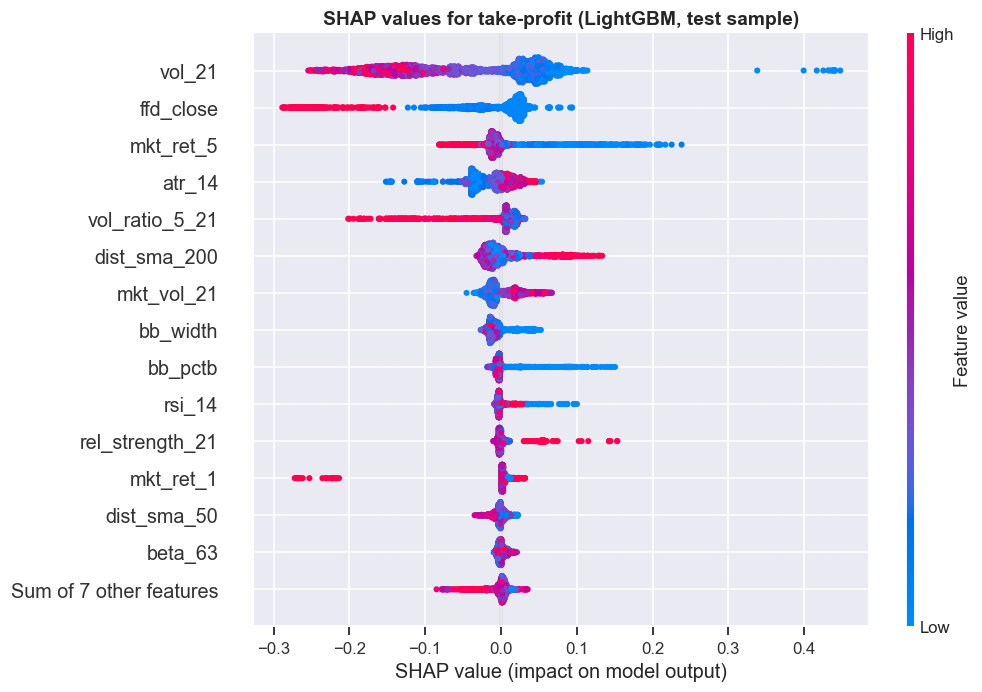 SHAP values for take-profit (LightGBM, test sample)
High
vol_21
ffd_close
mkt_ret_5
atr_14
vol_ratio_5_21
dist_sma_200
mkt_vol_21
bb_width
bb_pctb
rsi_14
rel_strength_21
mkt_ret_1
dist_sma_50
beta_63
Sum of 7 other features
Feature value
Low
−0.3 −0.2 −0.1 0.0 0.1 0.2 0.3 0.4
SHAP value (impact on model output)